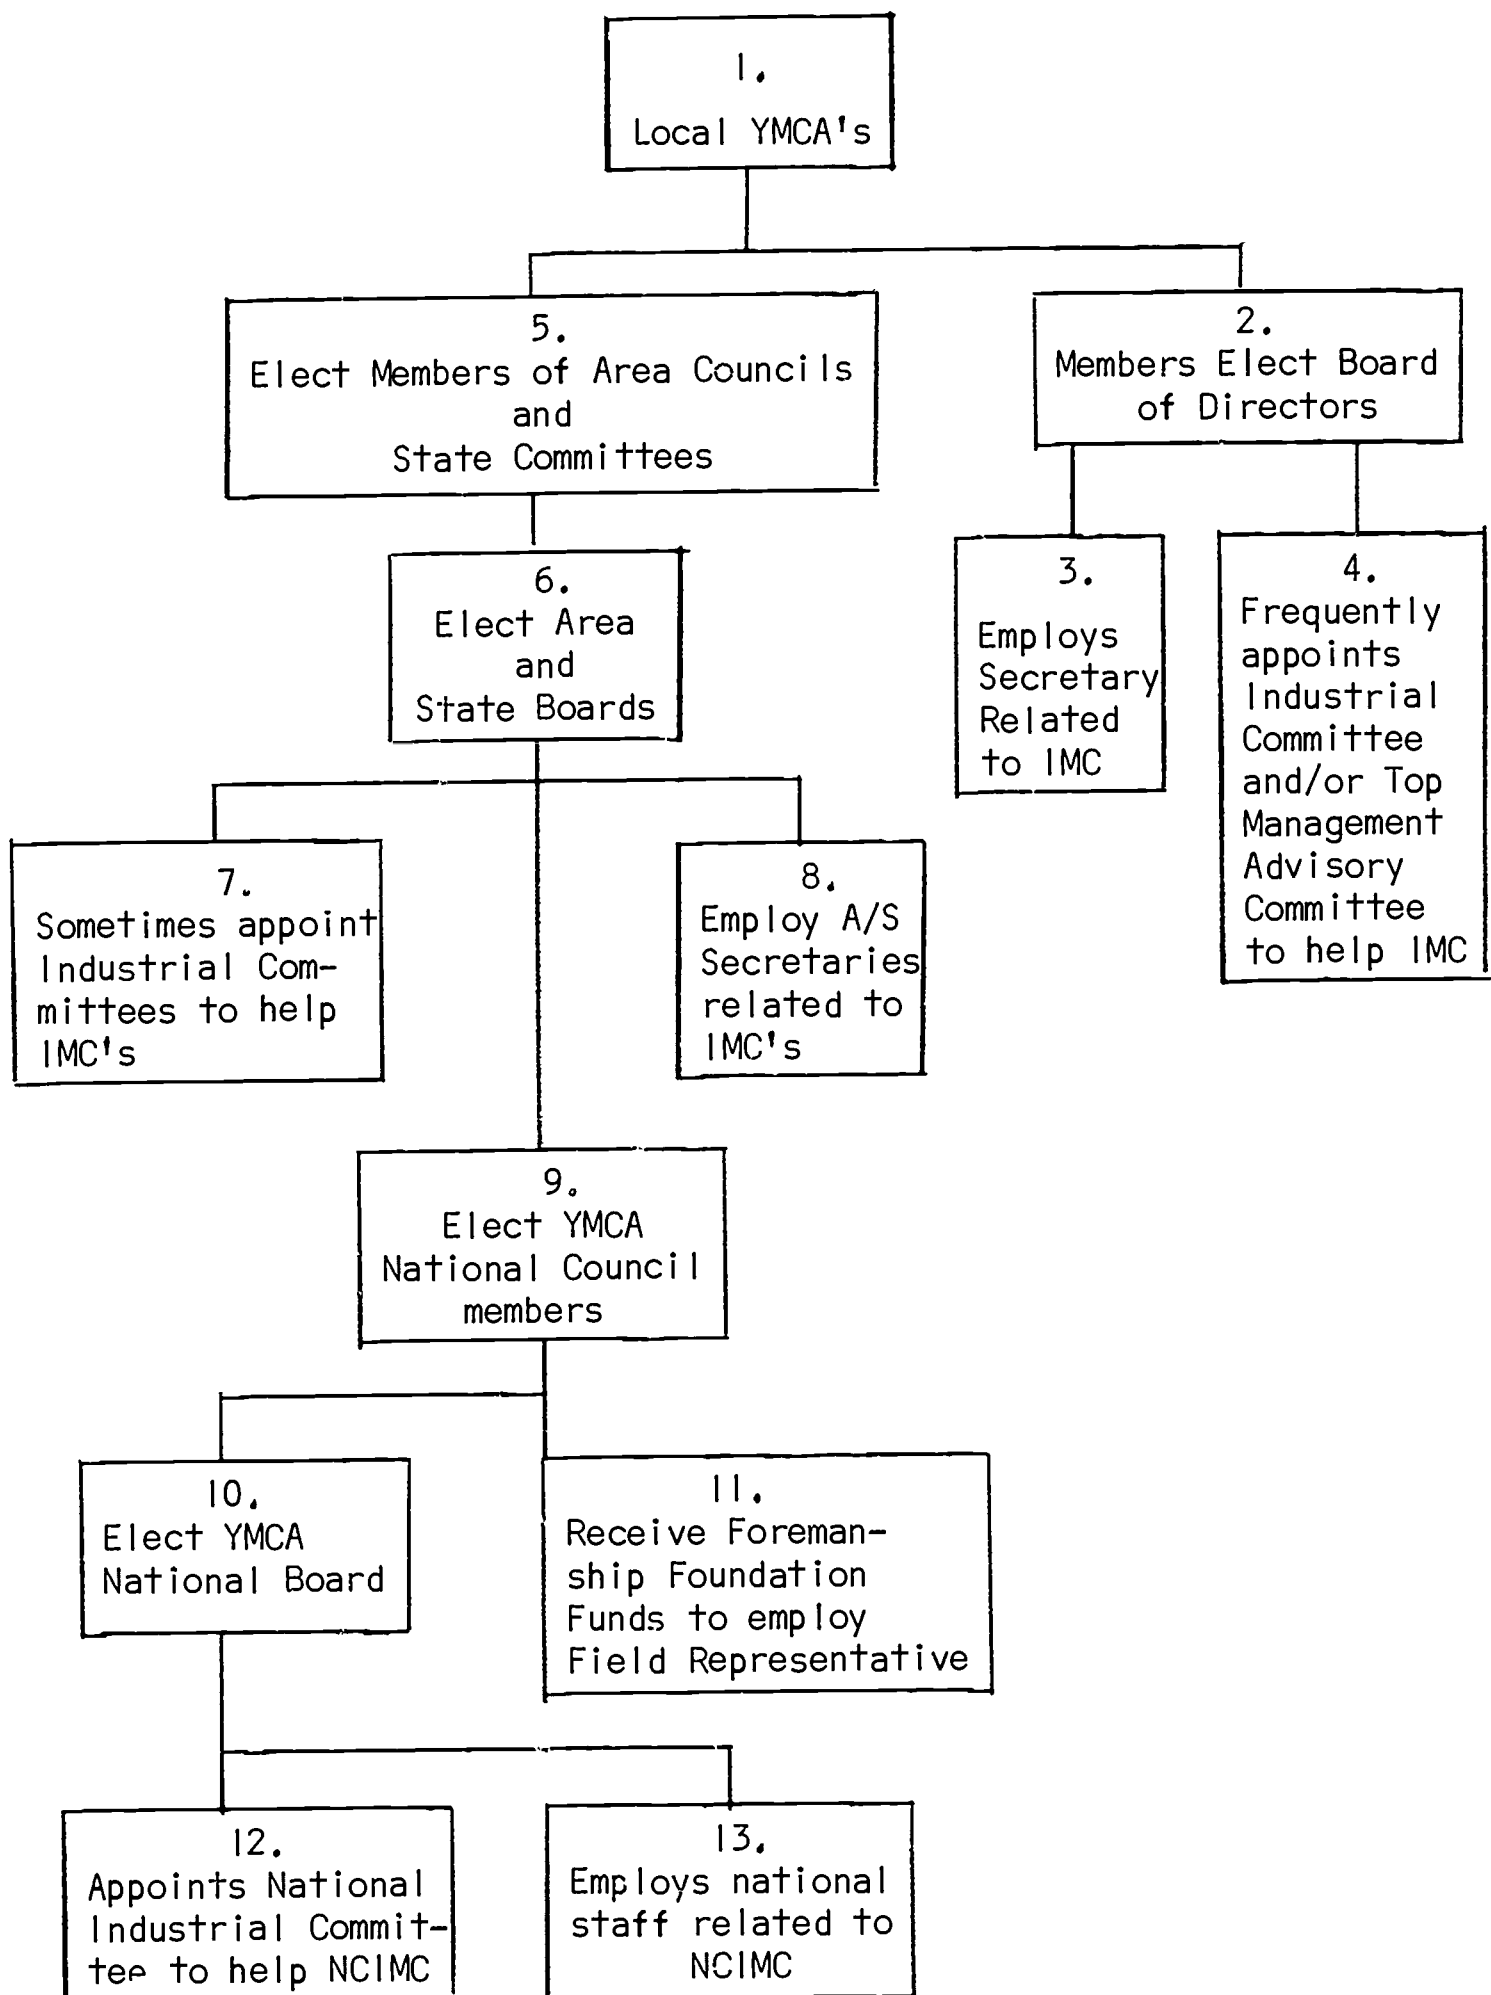 1.
Local YMCA's
5.
Elect Members of Area Councils
and
State Committees
2.
Members Elect Board
of Directors
6.
Elect Area
and
State Boards
3.
Employs
Secretary
Related
to IMC
4.
Frequently
appoints
Industrial
Committee
and/or Top
Management
Advisory
Committee
to help IMC
7.
Sometimes appoint
Industrial Com-
mittees to help
IMC's
8.
Employ A/S
Secretaries
related to
IMC's
9.
Elect YMCA
National Council
members
10.
Elect YMCA
National Board
11.
Receive Foreman-
ship Foundation
Funds to employ
Field Representative
12.
Appoints National
Industrial Commit-
tee to help NCIMC
13.
Employs national
staff related to
NCIMC